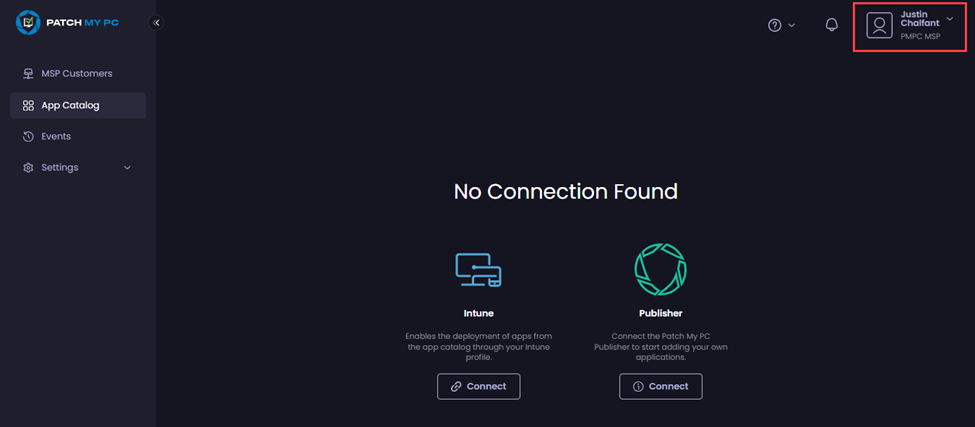 PATCH MY PC
Justin
Chalfant
PMPC MSP
MSP Customers
App Catalog
Events
Settings
No Connection Found
Intune
Enables the deployment of apps from
the app catalog through your Intune
profile.
Connect
Publisher
Connect the Patch My PC
Publisher to start adding your own
applications.
Connect